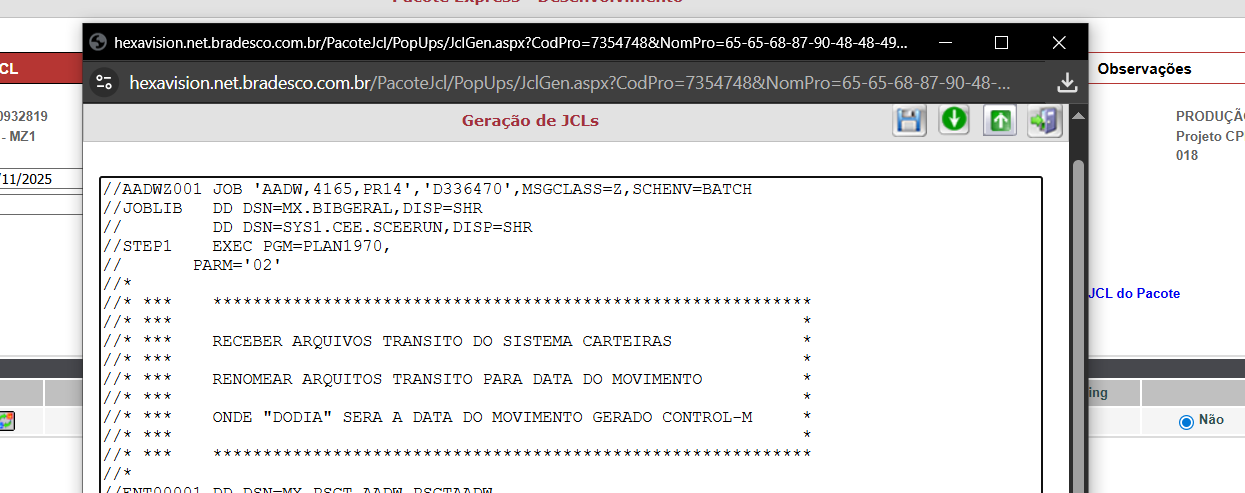 hexavision.net.bradesco.com.br/PacoteJcl/PopUps/JclGen.aspx?CodPro=7354748&NomPro=65-65-68-87-90-48-48-49...
hexavision.net.bradesco.com.br/PacoteJcl/PopUps/JclGen.aspx?CodPro=7354748&NomPro=65-65-68-87-90-48-...
CL
Observações
Geração de JCLs
0932819
- MZ1
/11/2025
PRODUÇÃO
Projeto CP
018
//AADWZ001 JOB 'AADW,4165,PR14','D336470',MSGCLASS=Z,SCHENV=BATCH
//JOBLIB   DD DSN=MX.BIBGERAL,DISP=SHR
//         DD DSN=SYS1.CEE.SCEERUN,DISP=SHR
//STEP1    EXEC PGM=PLAN1970,
//       PARM='02'
//*
//* ***    ************************************************************
//* ***                                                               *
//* ***    RECEBER ARQUIVOS TRANSITO DO SISTEMA CARTEIRAS             *
//* ***                                                               *
//* ***    RENOMEAR ARQUITOS TRANSITO PARA DATA DO MOVIMENTO          *
//* ***                                                               *
//* ***    ONDE "DODIA" SERA A DATA DO MOVIMENTO GERADO CONTROL-M     *
//* ***                                                               *
//* ***    ************************************************************
//*
JCL do Pacote
ing
Não